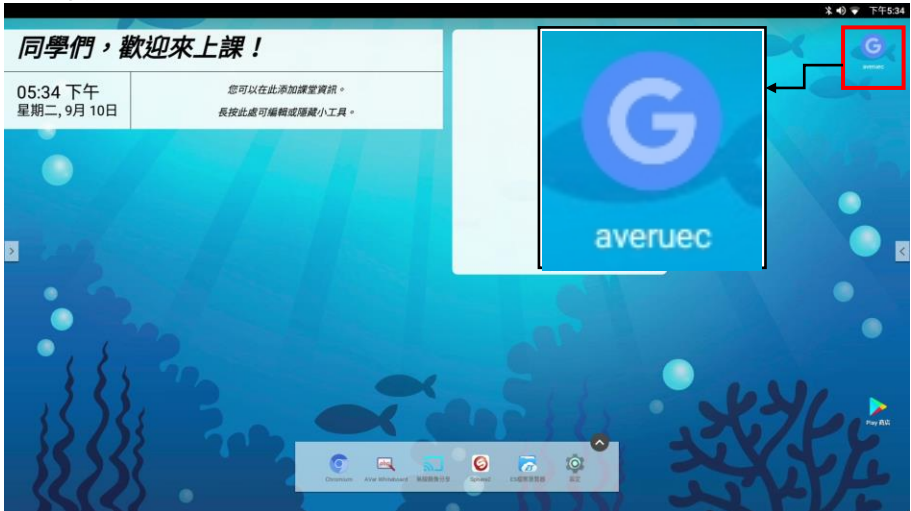 下午5:34
同學們，歡迎來上課！
05:34 下午
星期二, 9月 10日
您可以在此添加課堂資訊。
長按此處可編輯或隱藏小工具。
G
averuec
G
averuec
Play 商店
Chromium
AVer Whiteboard
Sphere2
設定